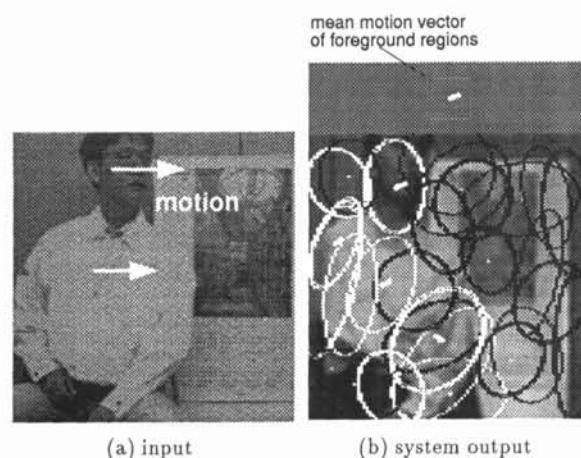 mean motion vector
of foreground regions
motion
(a) input
(b) system output